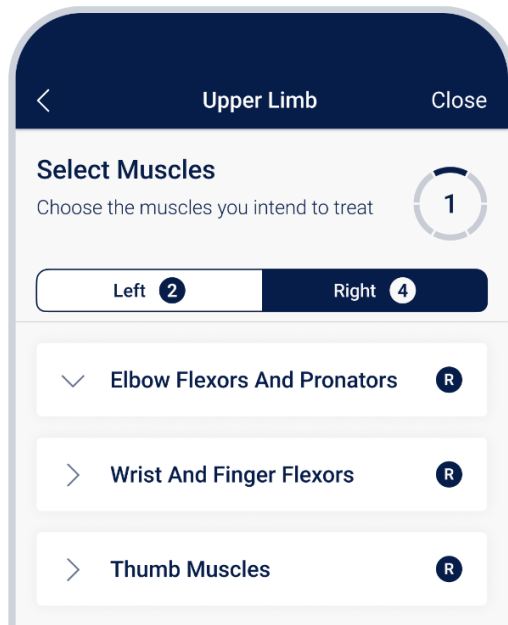 Upper Limb Close
Select Muscles
Choose the muscles you intend to treat
1
Left 2 Right 4
Elbow Flexors And Pronators R
Wrist And Finger Flexors R
Thumb Muscles R